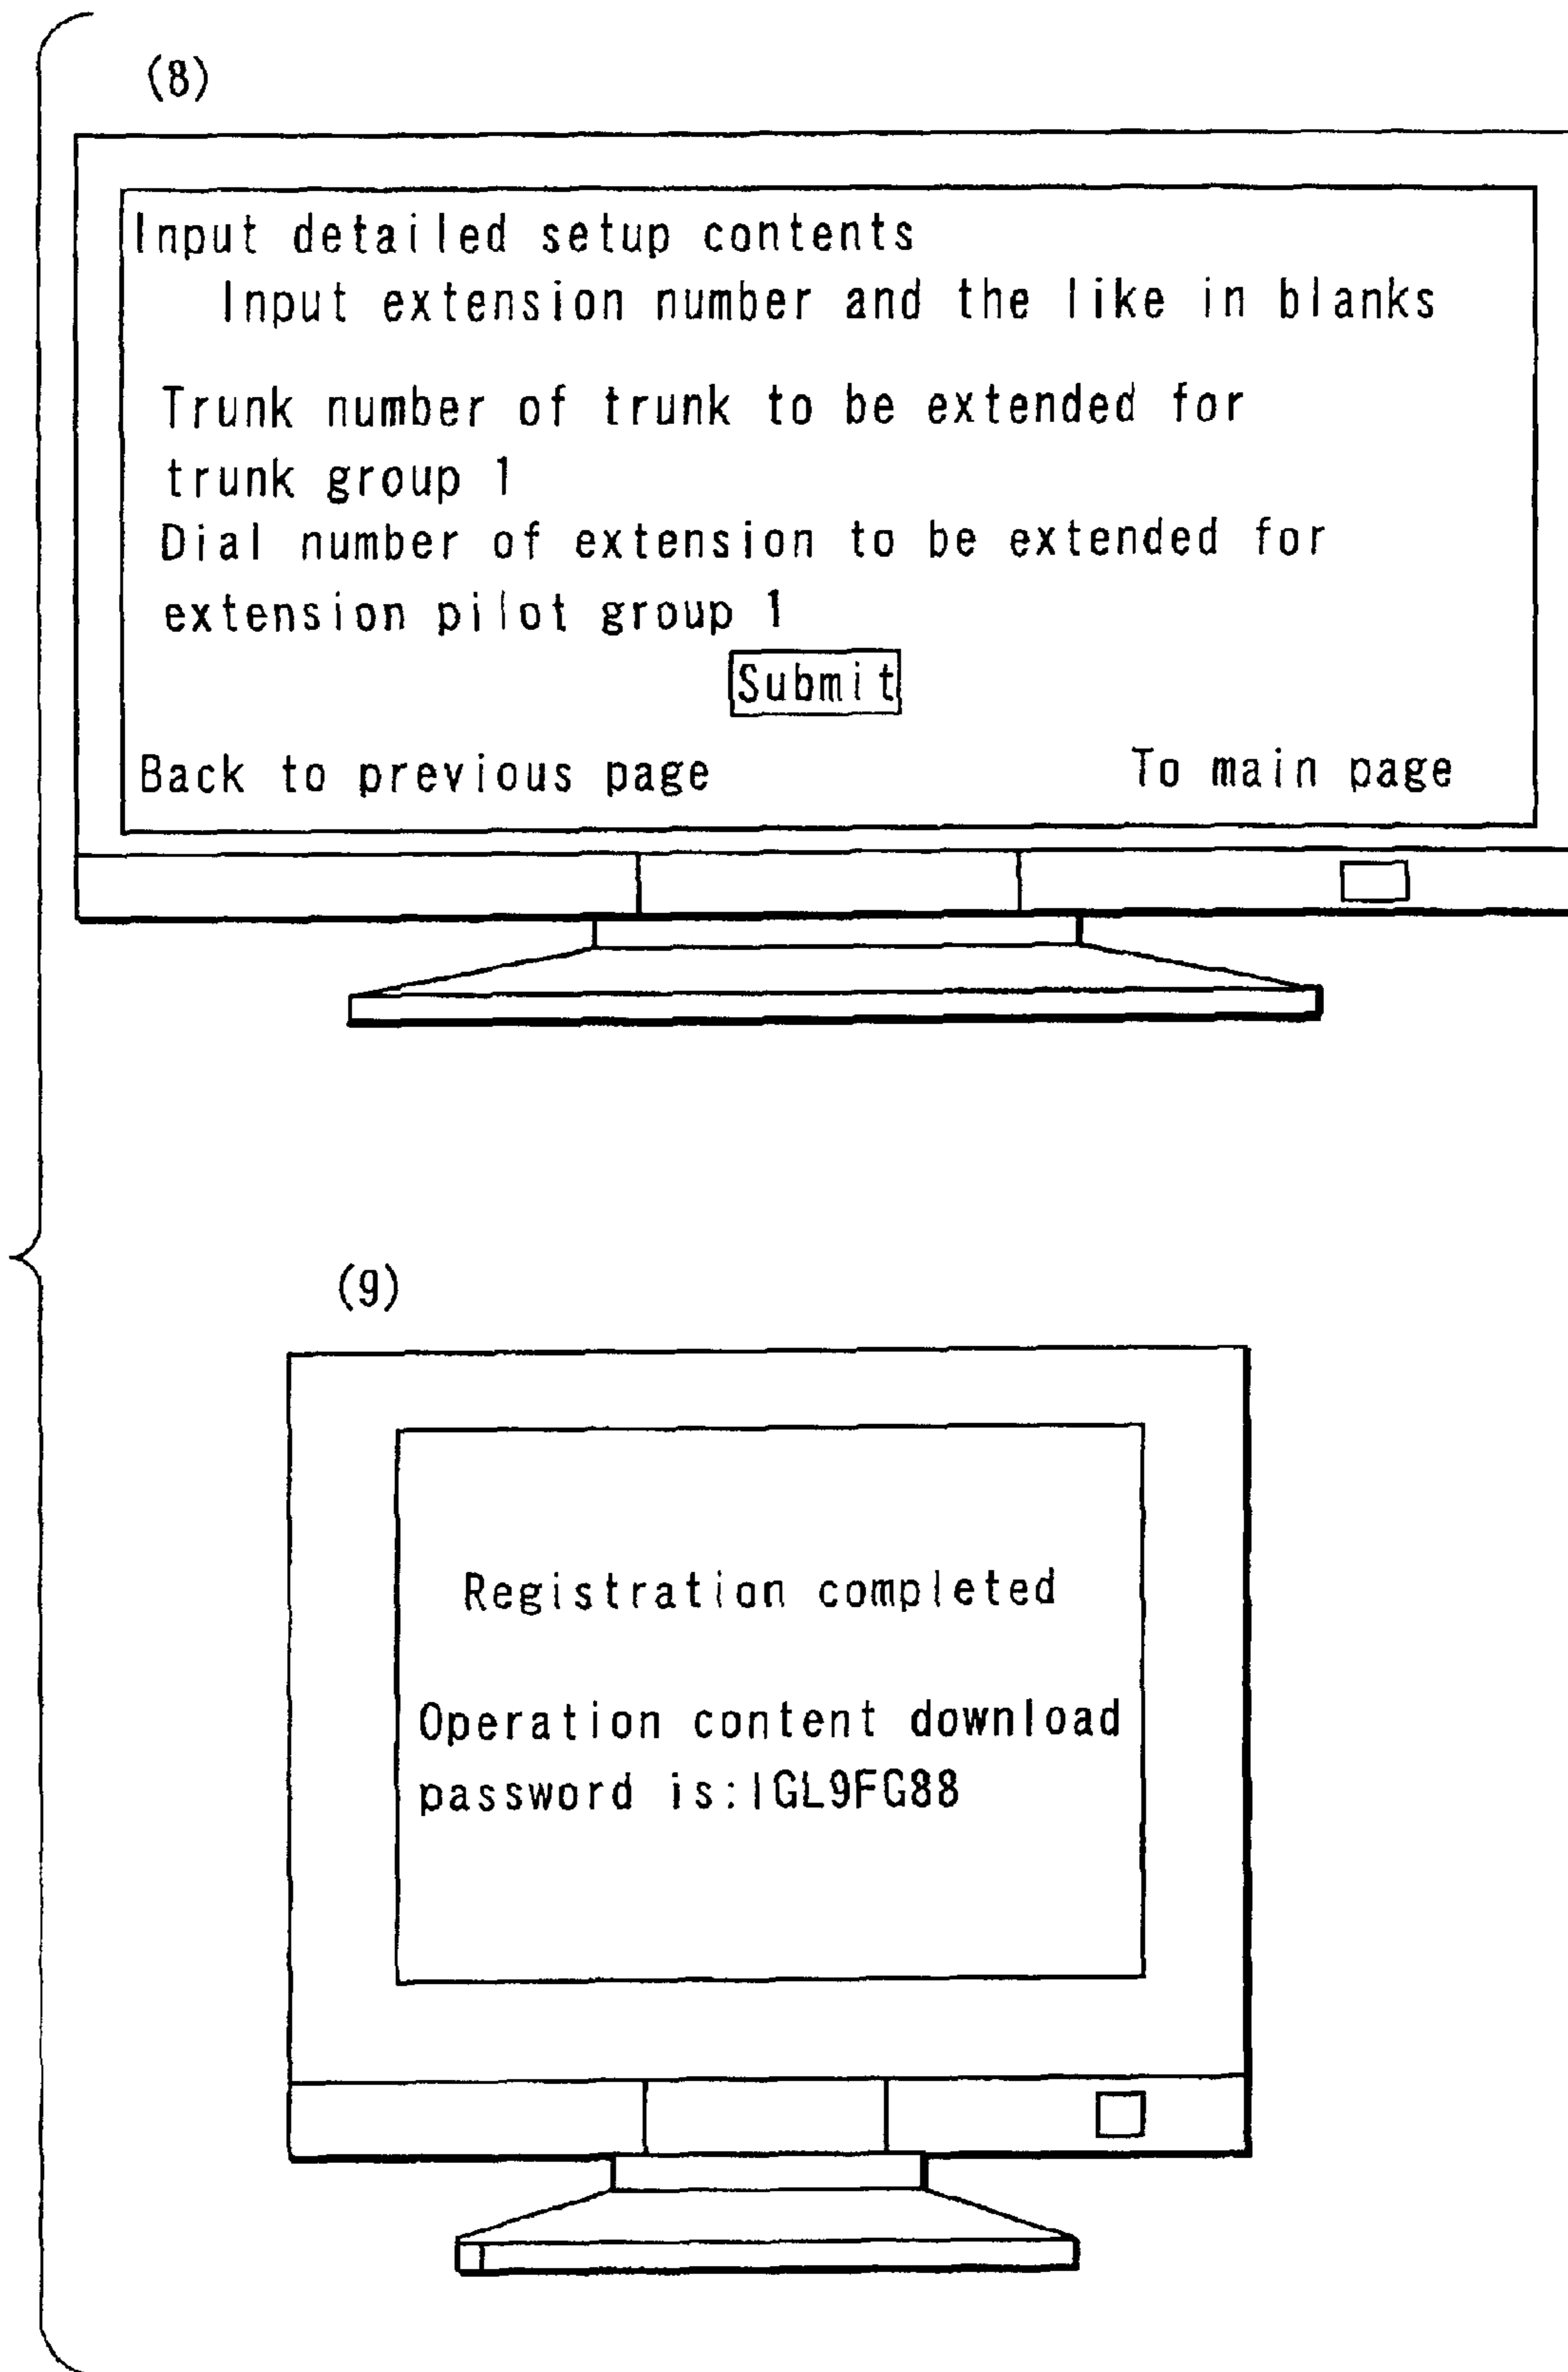 (8)
Input detailed setup contents
Input extension number and the like in blanks
Trunk number of trunk to be extended for
trunk group 1
Dial number of extension to be extended for
extension pilot group 1
Submit
Back to previous page
To main page
(9)
Registration completed
Operation content download
password is:IGL9FG88